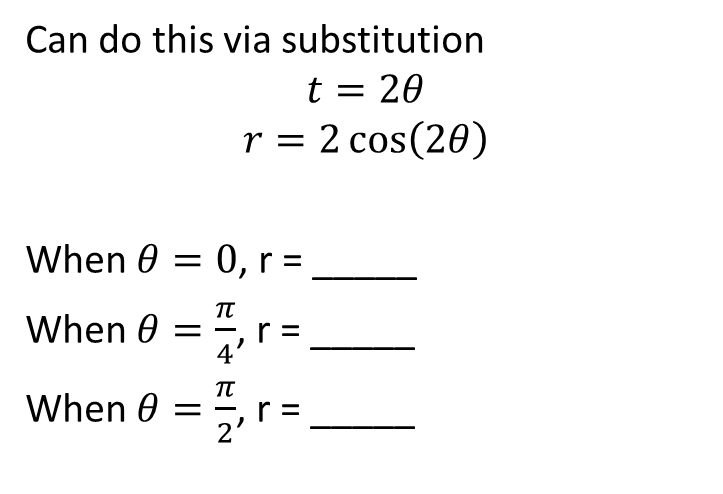 Can do this via substitution
t = 2θ
r = 2 cos(2θ)
When θ = 0, r = _____
When θ = π/4, r = _____
When θ = π/2, r = _____